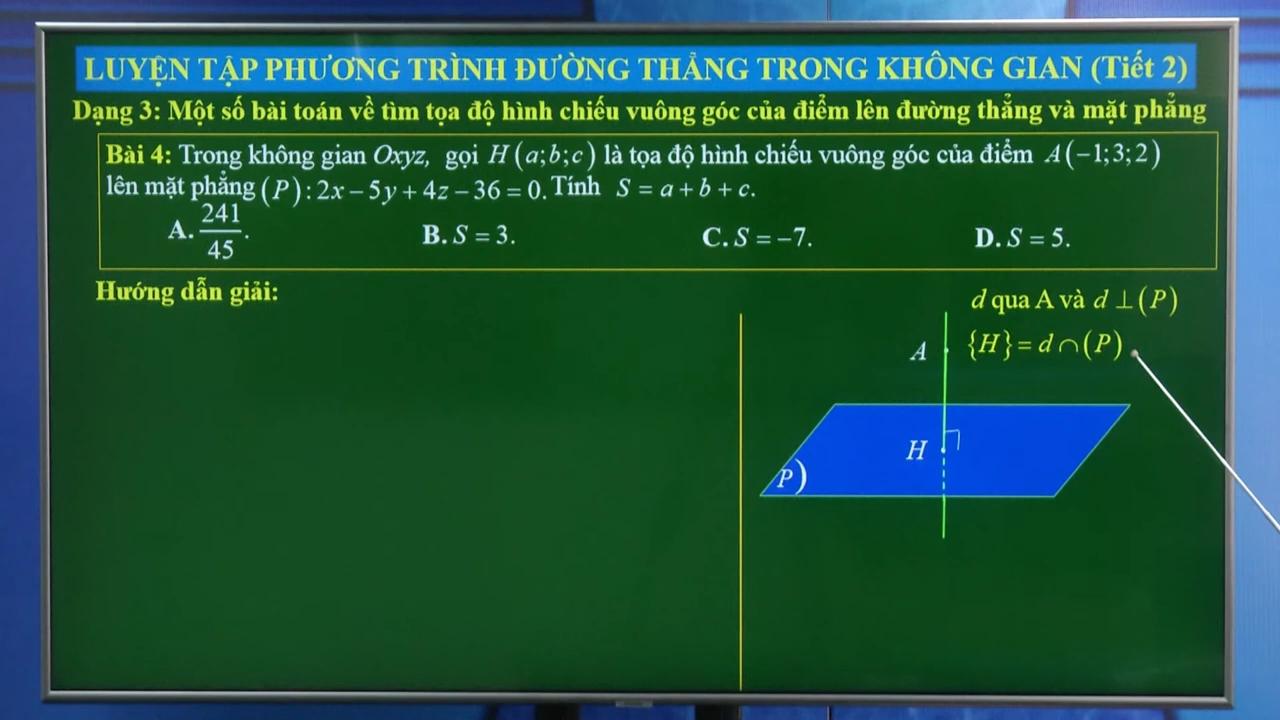 LUYỆN TẬP PHƯƠNG TRÌNH ĐƯỜNG THẲNG TRONG KHÔNG GIAN (Tiết 2)
Dạng 3: Một số bài toán về tìm tọa độ hình chiếu vuông góc của điểm lên đường thẳng và mặt phẳng
Bài 4: Trong không gian Oxyz, gọi H(a;b;c) là tọa độ hình chiếu vuông góc của điểm A(-1;3;2)
lên mặt phẳng (P): 2x - 5y + 4z - 36 = 0. Tính S = a + b + c.
A. 241/45. B. S = 3. C. S = -7. D. S = 5.
Hướng dẫn giải:
d qua A và d ⊥ (P)
{H} = d ∩ (P)
A
H
P)